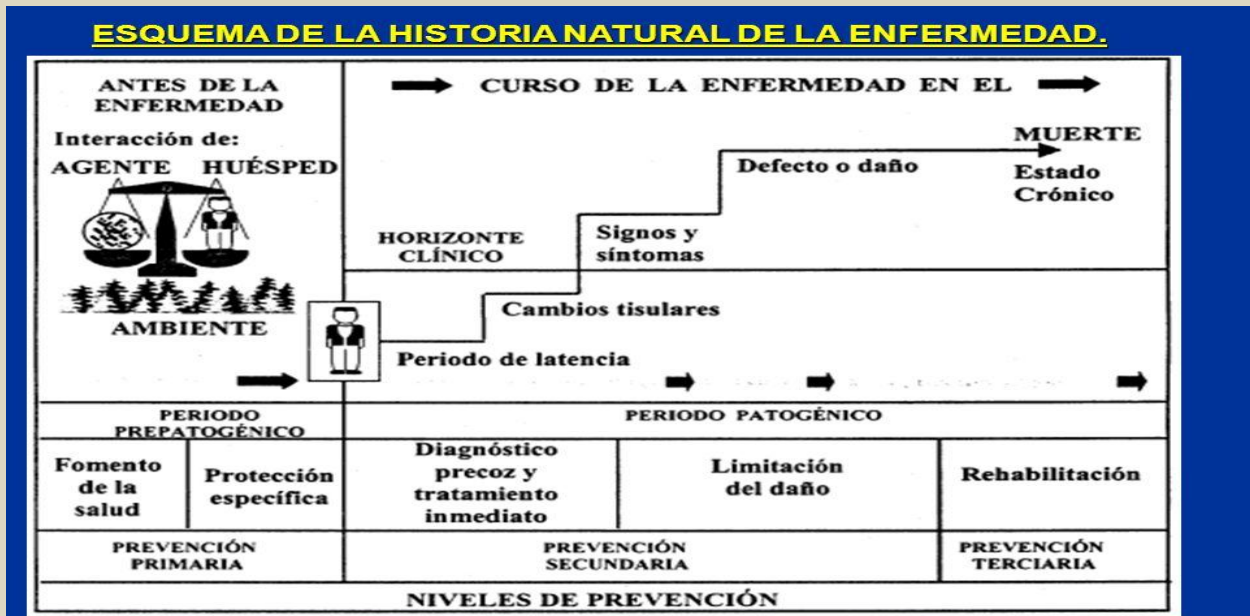 ESQUEMA DE LA HISTORIA NATURAL DE LA ENFERMEDAD.
ANTES DE LA
ENFERMEDAD
Interacción de:
AGENTE HUÉSPED
AMBIENTE
CURSO DE LA ENFERMEDAD EN EL
MUERTE
Defecto o daño
Estado
Crónico
HORIZONTE
CLÍNICO
Signos y
síntomas
Cambios tisulares
Periodo de latencia
PERIODO
PREPATOGÉNICO
PERIODO PATOGÉNICO
Fomento
de la
salud
Protección
específica
Diagnóstico
precoz y
tratamiento
inmediato
Limitación
del daño
Rehabilitación
PREVENCIÓN
PRIMARIA
PREVENCIÓN
SECUNDARIA
PREVENCIÓN
TERCIARIA
NIVELES DE PREVENCIÓN